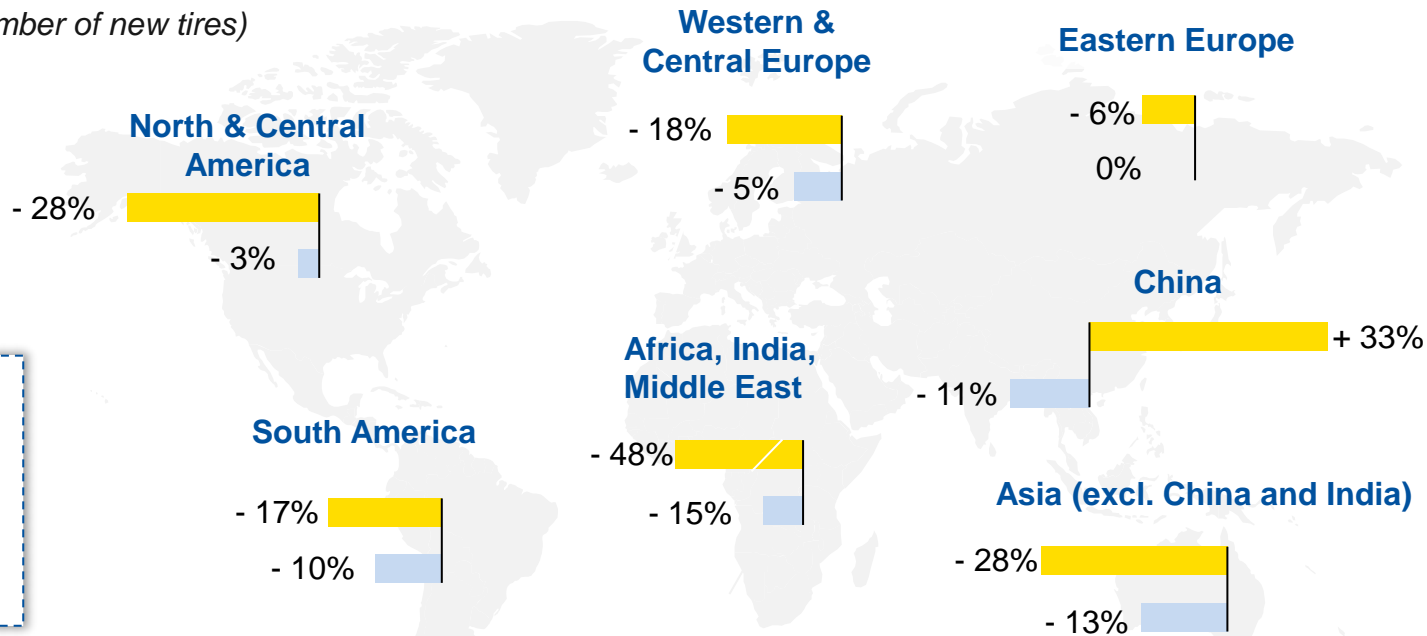 mber of new tires)
Western &
Central Europe
- 18%
- 5%
Eastern Europe
- 6%
0%
North & Central
America
- 28%
- 3%
China
+ 33%
- 11%
Africa, India,
Middle East
- 48%
- 15%
South America
- 17%
- 10%
Asia (excl. China and India)
- 28%
- 13%